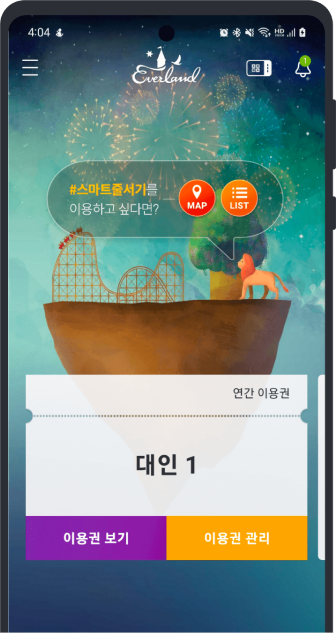 4:04
HD
1
Everland
#스마트줄서기를
이용하고 싶다면?
MAP
LIST
연간 이용권
대인 1
이용권 보기
이용권 관리